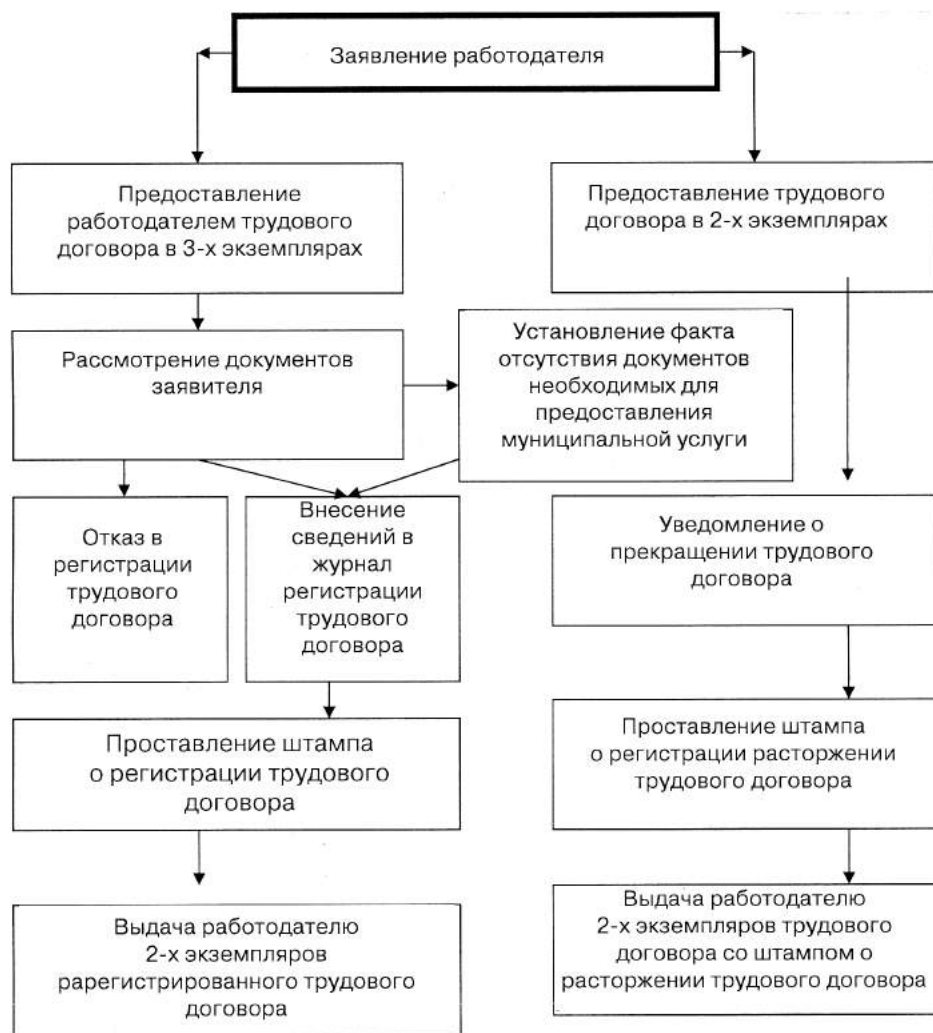 Заявление работодателя
Предоставление
работодателем трудового
договора в 3-х экземплярах
Предоставление трудового
договора в 2-х экземплярах
Рассмотрение документов
заявителя
Установление факта
отсутствия документов
необходимых для
предоставления
муниципальной услуги
Отказ в
регистрации
трудового
договора
Внесение
сведений в
журнал
регистрации
трудового
договора
Уведомление о
прекращении трудового
договора
Проставление штампа
о регистрации трудового
договора
Проставление штампа
о регистрации расторжении
трудового договора
Выдача работодателю
2-х экземпляров
рарегистрированного трудового
договора
Выдача работодателю
2-х экземпляров трудового
договора со штампом о
расторжении трудового договора